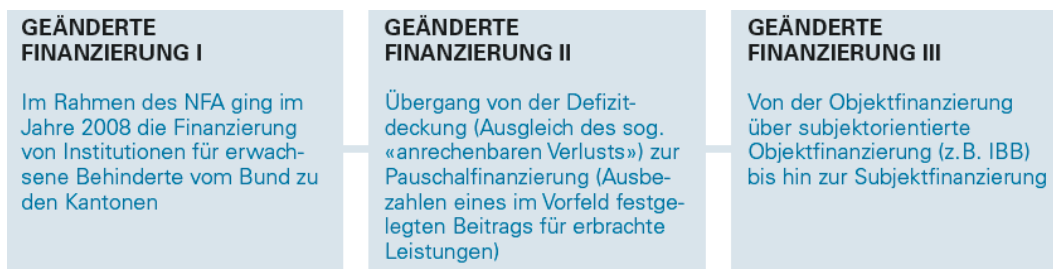 GEÄNDERTE
FINANZIERUNG I
Im Rahmen des NFA ging im
Jahre 2008 die Finanzierung
von Institutionen für erwach-
sene Behinderte vom Bund zu
den Kantonen
GEÄNDERTE
FINANZIERUNG II
Übergang von der Defizit-
deckung (Ausgleich des sog.
«anrechenbaren Verlusts») zur
Pauschalfinanzierung (Ausbe-
zahlen eines im Vorfeld festge-
legten Beitrags für erbrachte
Leistungen)
GEÄNDERTE
FINANZIERUNG III
Von der Objektfinanzierung
über subjektorientierte
Objektfinanzierung (z.B. IBB)
bis hin zur Subjektfinanzierung